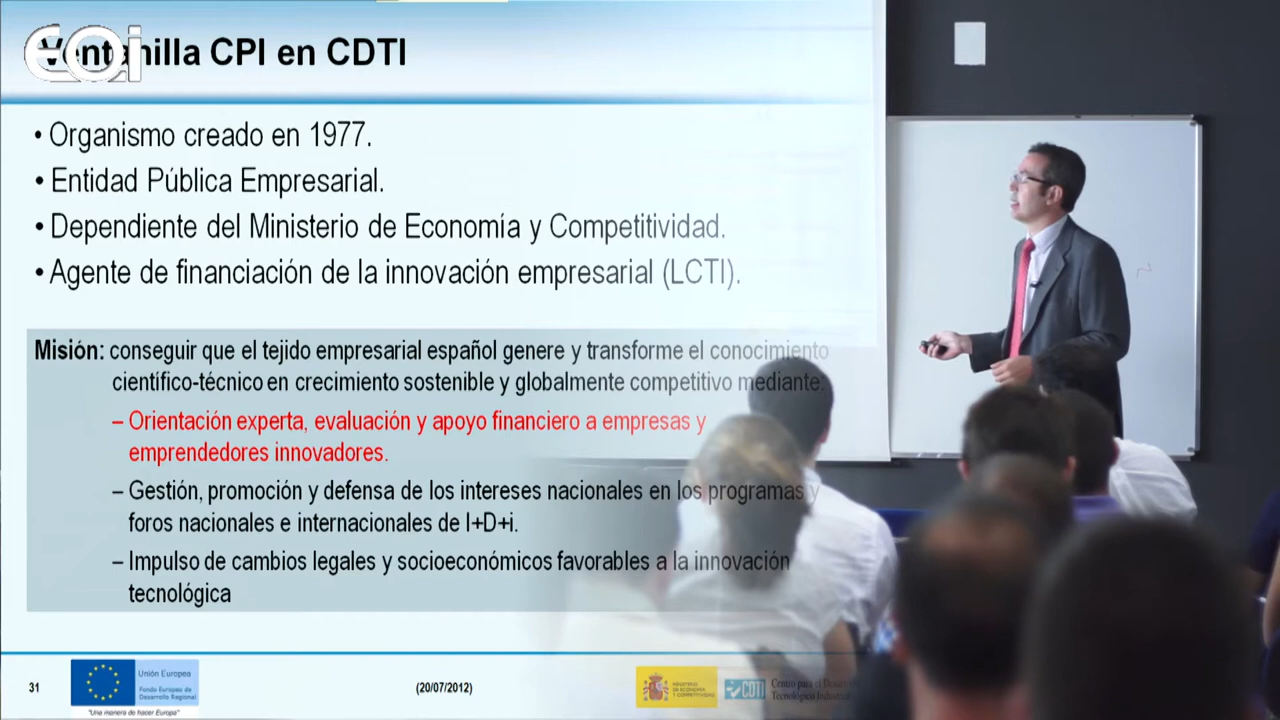 eoi
Ventanilla CPI en CDTI
• Organismo creado en 1977.
• Entidad Pública Empresarial.
• Dependiente del Ministerio de Economía y Competitividad.
• Agente de financiación de la innovación empresarial (LCTI).
Misión: conseguir que el tejido empresarial español genere y transforme el conocimiento
científico-técnico en crecimiento sostenible y globalmente competitivo mediante:
– Orientación experta, evaluación y apoyo financiero a empresas y
emprendedores innovadores.
– Gestión, promoción y defensa de los intereses nacionales en los programas y
foros nacionales e internacionales de I+D+i.
– Impulso de cambios legales y socioeconómicos favorables a la innovación
tecnológica
31
Unión Europea
Fondo Europeo de
Desarrollo Regional
"Una manera de hacer Europa"
(20/07/2012)
MINISTERIO
DE ECONOMÍA
Y COMPETITIVIDAD
CDTI
Centro para el Desarrollo
Tecnológico Industrial